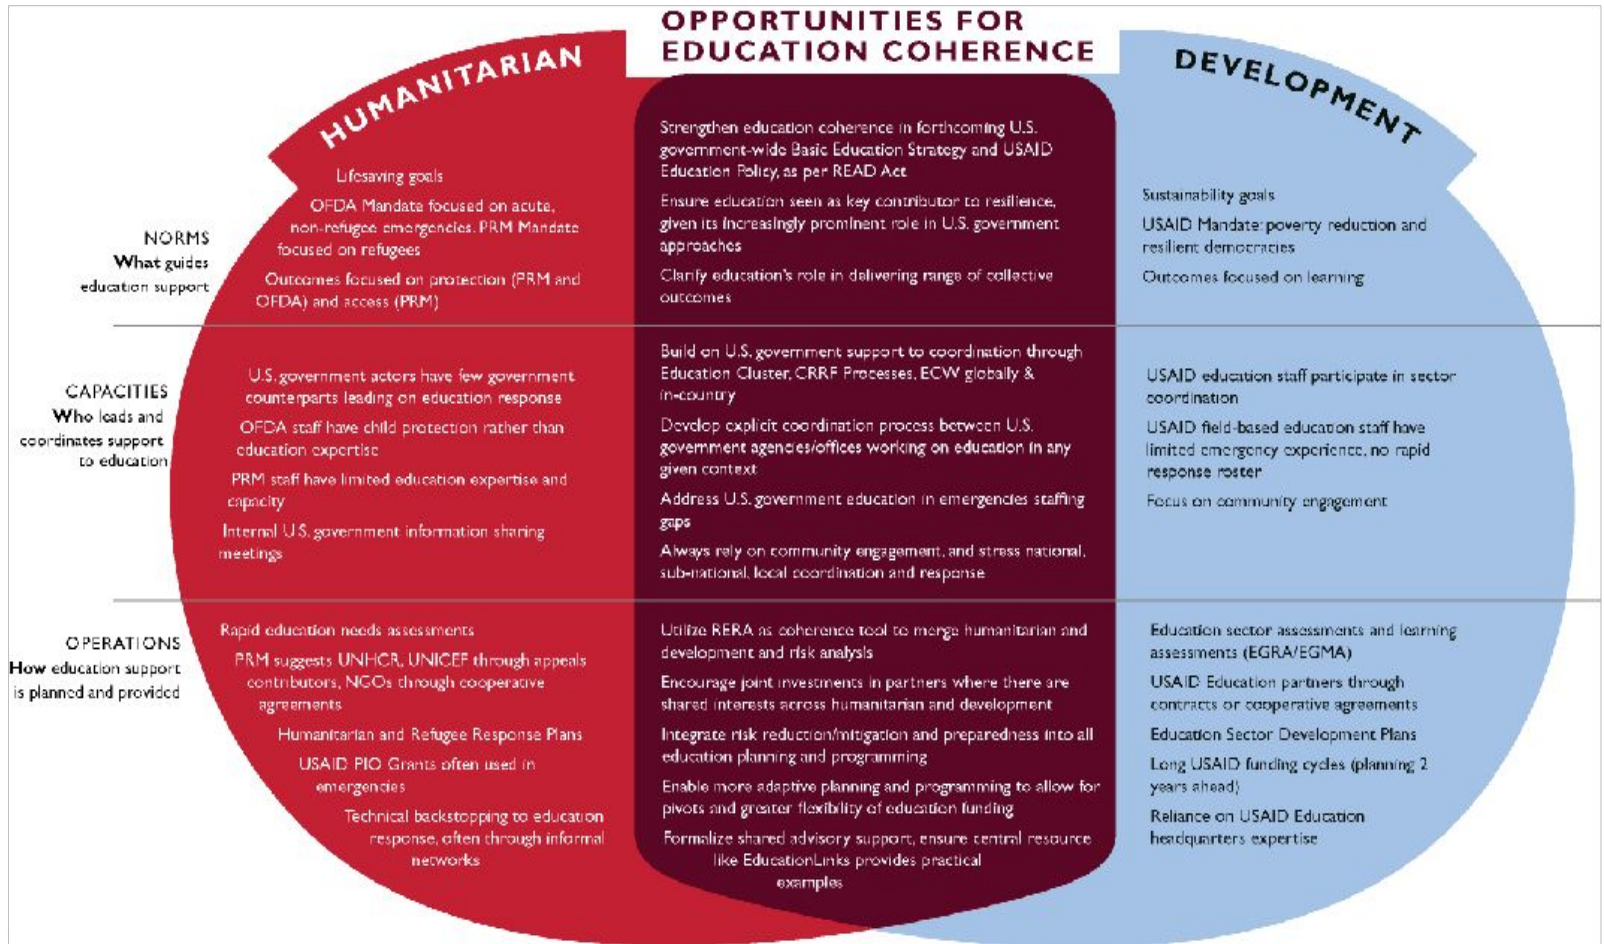 OPPORTUNITIES FOR
EDUCATION COHERENCE
HUMANITARIAN
DEVELOPMENT
NORMS
What guides
education support
Lifesaving goals
OFDA Mandate focused on acute,
non-refugee emergencies. PRM Mandate
focused on refugees
Outcomes focused on protection (PRM and
OFDA) and access (PRM)
Strengthen education coherence in forthcoming U.S.
government-wide Basic Education Strategy and USAID
Education Policy, as per READ Act
Ensure education seen as key contributor to resilience,
given its increasingly prominent role in U.S. government
approaches
Clarify education's role in delivering range of collective
outcomes
Sustainability goals
USAID Mandate: poverty reduction and
resilient democracies
Outcomes focused on learning
CAPACITIES
Who leads and
coordinates support
to education
U.S. government actors have few government
counterparts leading on education response
OFDA staff have child protection rather than
education expertise
PRM staff have limited education expertise and
capacity
Internal U.S. government information sharing
meetings
Build on U.S. government support to coordination through
Education Cluster, CRRF Processes, ECW globally &
in-country
Develop explicit coordination process between U.S.
government agencies/offices working on education in any
given context
Address U.S. government education in emergencies staffing
gaps
Always rely on community engagement, and stress national,
sub-national, local coordination and response
USAID education staff participate in sector
coordination
USAID field-based education staff have
limited emergency experience, no rapid
response roster
Focus on community engagement
OPERATIONS
How education support
is planned and provided
Rapid education needs assessments
PRM suggests UNHCR, UNICEF through appeals
contributors, NGOs through cooperative
agreements
Humanitarian and Refugee Response Plans
USAID PIO Grants often used in
emergencies
Technical backstopping to education
response, often through informal
networks
Utilize RERA as coherence tool to merge humanitarian and
development and risk analysis
Encourage joint investments in partners where there are
shared interests across humanitarian and development
Integrate risk reduction/mitigation and preparedness into all
education planning and programming
Enable more adaptive planning and programming to allow for
pivots and greater flexibility of education funding
Formalize shared advisory support, ensure central resource
like EducationLinks provides practical
examples
Education sector assessments and learning
assessments (EGRA/EGMA)
USAID Education partners through
contracts or cooperative agreements
Education Sector Development Plans
Long USAID funding cycles (planning 2
years ahead)
Reliance on USAID Education
headquarters expertise